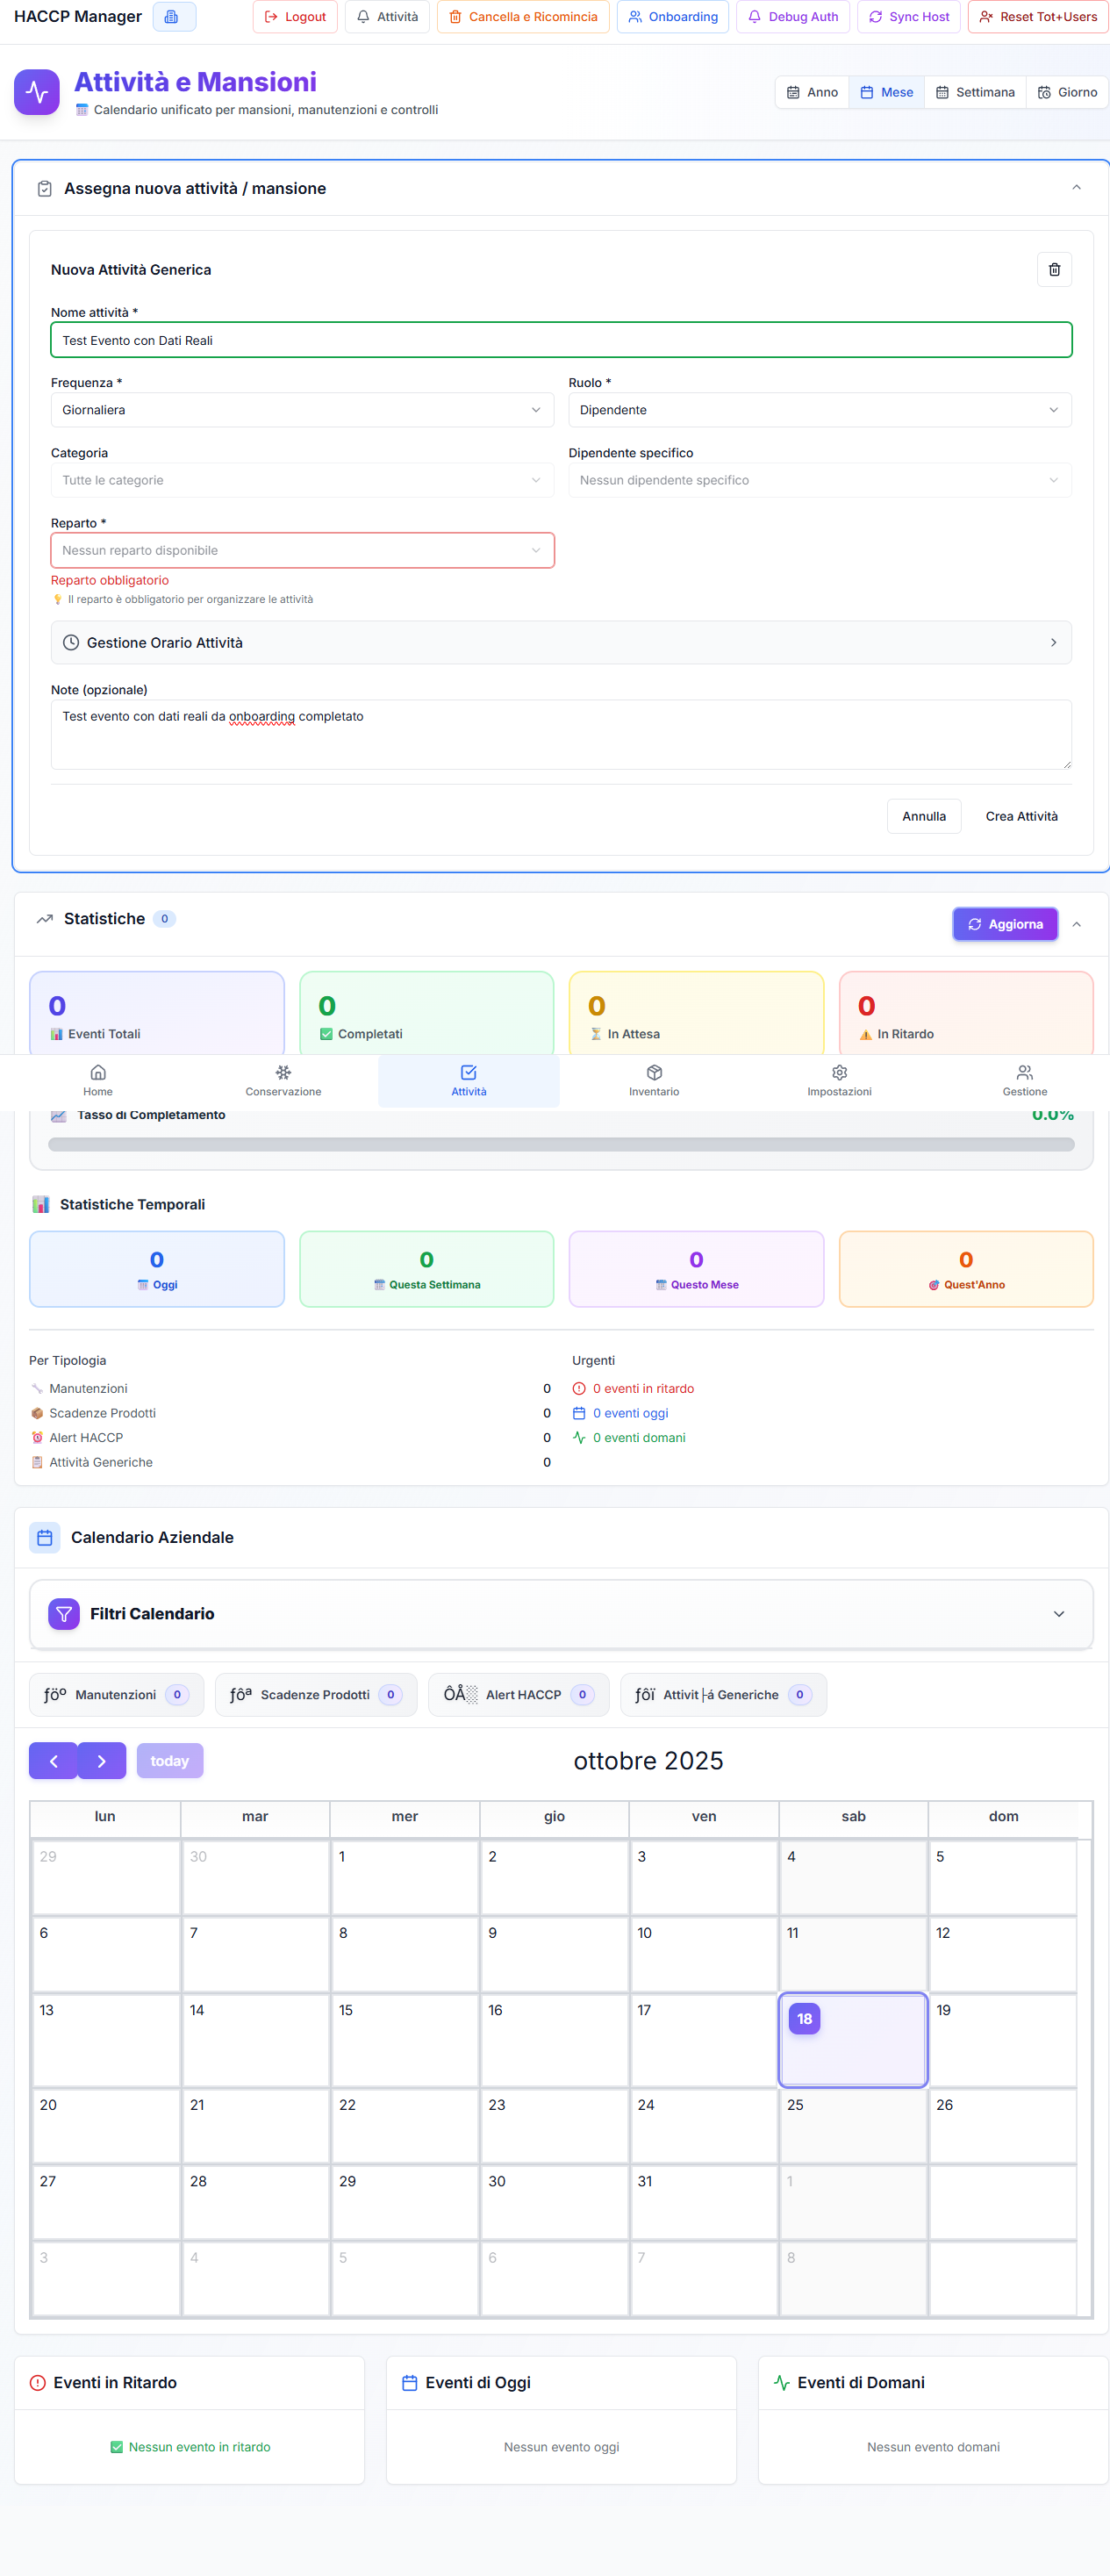 HACCP Manager
Logout
Attività
Cancella e Ricomincia
Onboarding
Debug Auth
Sync Host
Reset Tot+Users
Attività e Mansioni
Calendario unificato per mansioni, manutenzioni e controlli
Anno
Mese
Settimana
Giorno
Assegna nuova attività / mansione
Nuova Attività Generica
Nome attività *
Test Evento con Dati Reali
Frequenza *
Ruolo *
Giornaliera
Dipendente
Categoria
Dipendente specifico
Tutte le categorie
Nessun dipendente specifico
Reparto *
Nessun reparto disponibile
Reparto obbligatorio
💡 Il reparto è obbligatorio per organizzare le attività
Gestione Orario Attività
Note (opzionale)
Test evento con dati reali da onboarding completato
Annulla
Crea Attività
Statistiche 0
Aggiorna
0
📊 Eventi Totali
0
✅ Completati
0
⏳ In Attesa
0
⚠️ In Ritardo
Home
Conservazione
Attività
Inventario
Impostazioni
Gestione
📈 Tasso di Completamento
0.0%
📊 Statistiche Temporali
0
Oggi
0
Questa Settimana
0
Questo Mese
0
🎯 Quest'Anno
Per Tipologia
🔧 Manutenzioni 0
📦 Scadenze Prodotti 0
⏰ Alert HACCP 0
📋 Attività Generiche 0
Urgenti
0 eventi in ritardo
0 eventi oggi
0 eventi domani
Calendario Aziendale
Filtri Calendario
ƒöº Manutenzioni 0
ƒôª Scadenze Prodotti 0
ÔÅ░ Alert HACCP 0
ƒôï Attivit├á Generiche 0
today
ottobre 2025
lun mar mer gio ven sab dom
29 30 1 2 3 4 5
6 7 8 9 10 11 12
13 14 15 16 17 18 19
20 21 22 23 24 25 26
27 28 29 30 31 1
3 4 5 6 7 8
Eventi in Ritardo
✅ Nessun evento in ritardo
Eventi di Oggi
Nessun evento oggi
Eventi di Domani
Nessun evento domani